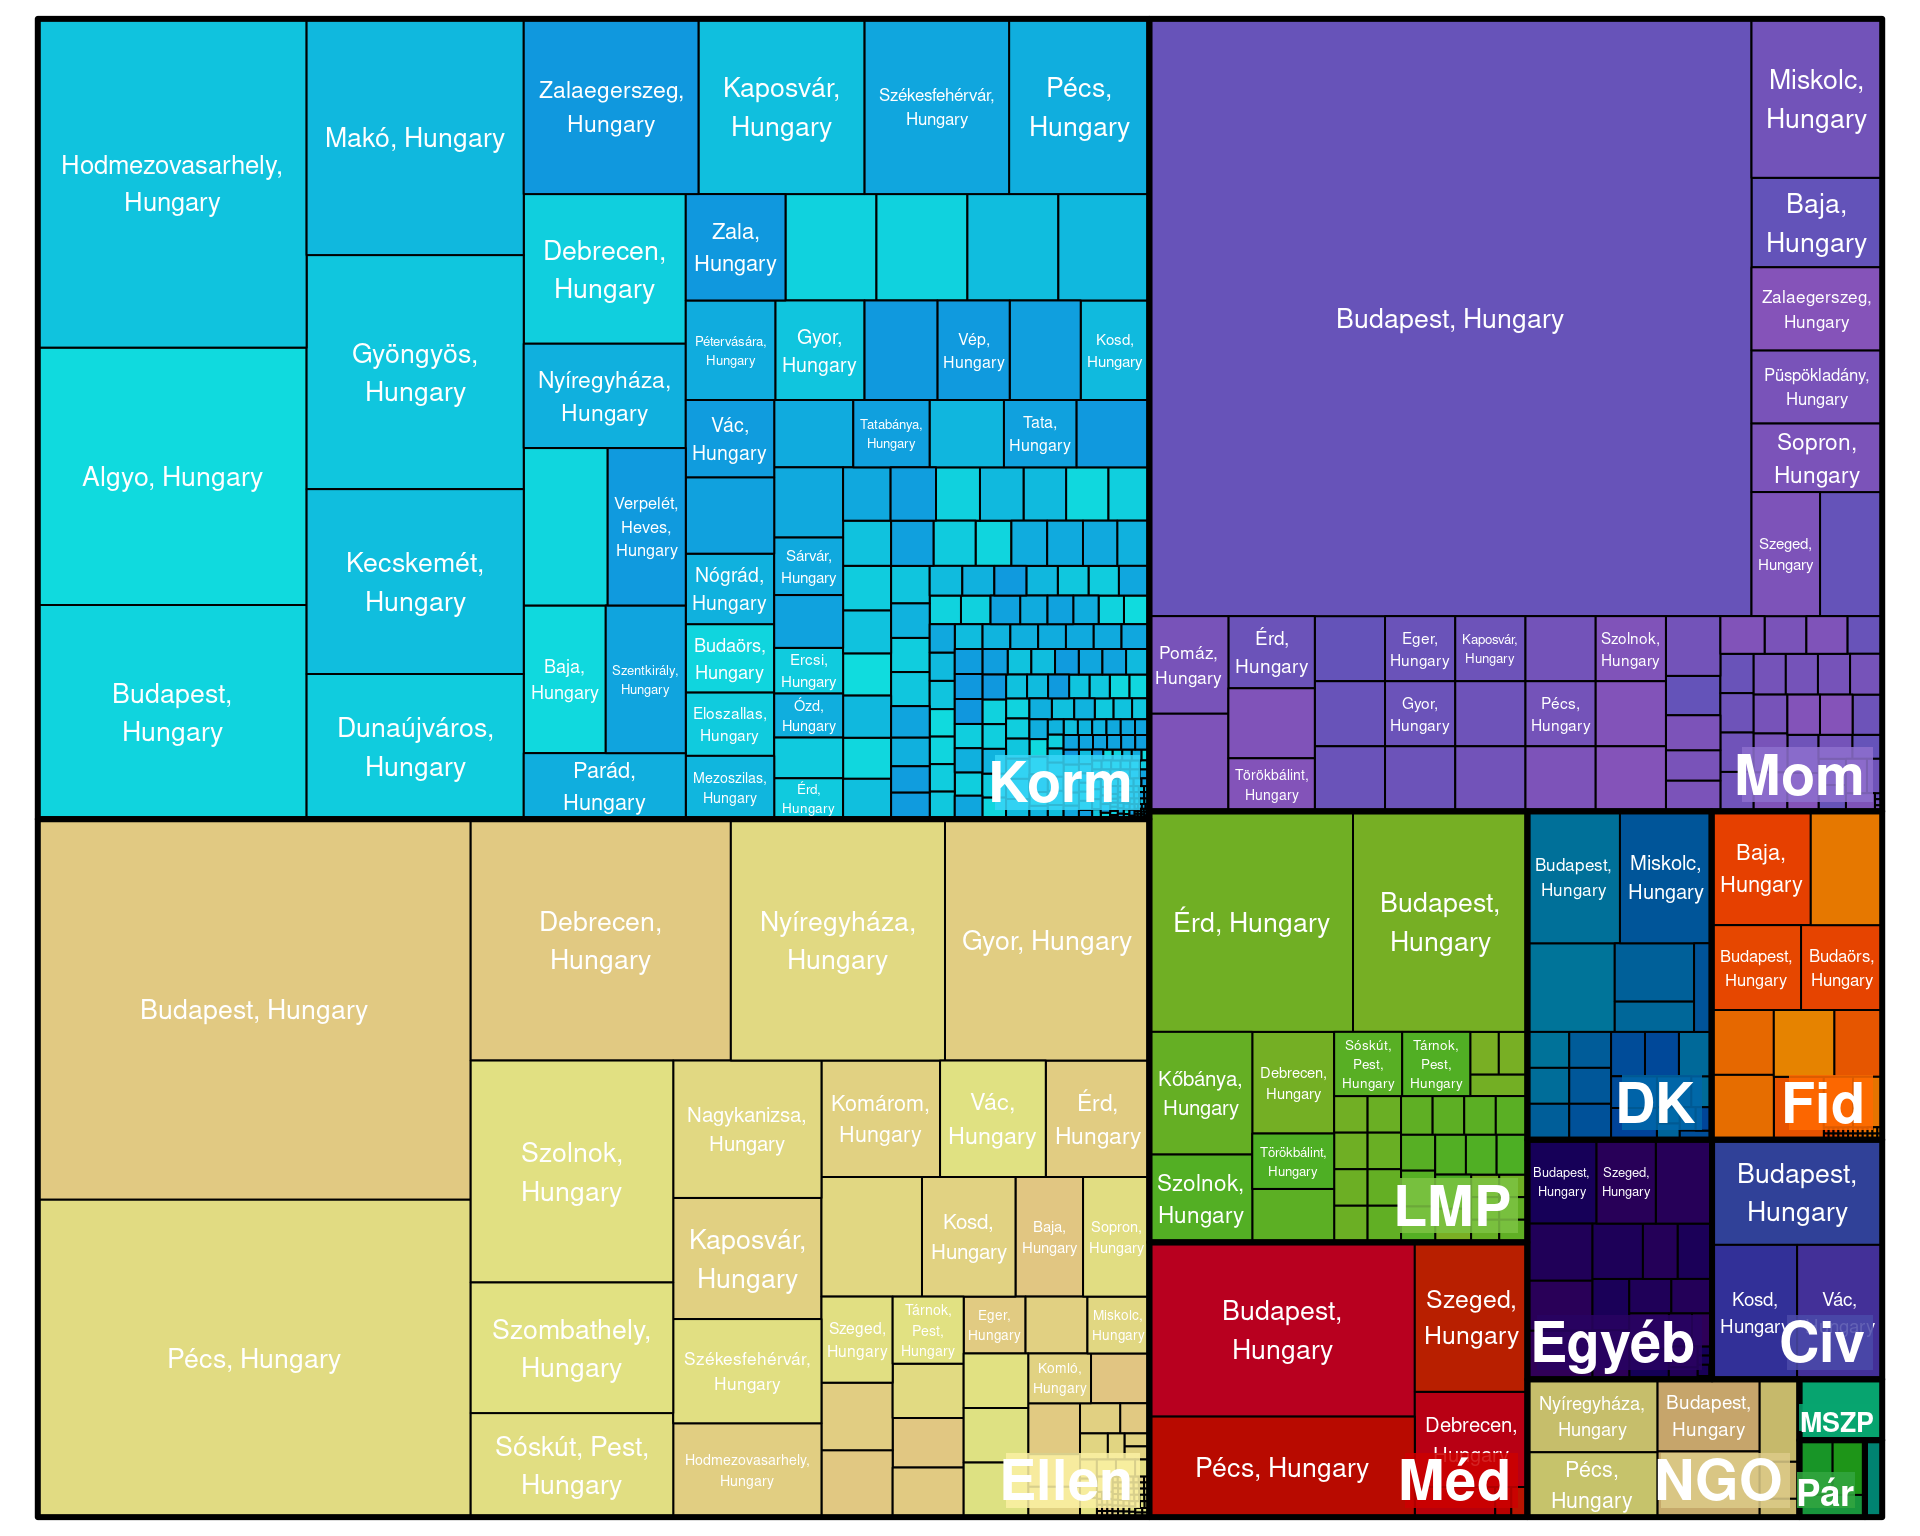 Hodmezovasarhely,
Hungary
Algyo, Hungary
Budapest,
Hungary
Makó, Hungary
Gyöngyös,
Hungary
Kecskemét,
Hungary
Dunaújváros,
Hungary
Zalaegerszeg,
Hungary
Kaposvár,
Hungary
Székesfehérvár,
Hungary
Pécs,
Hungary
Debrecen,
Hungary
Nyíregyháza,
Hungary
Verpelét,
Heves,
Hungary
Baja,
Hungary
Szentkirály,
Hungary
Parád,
Hungary
Zala,
Hungary
Pétervására,
Hungary
Gyor,
Hungary
Vép,
Hungary
Kosd,
Hungary
Vác,
Hungary
Tatabánya,
Hungary
Tata,
Hungary
Nógrád,
Hungary
Sárvár,
Hungary
Budaörs,
Hungary
Ercsi,
Hungary
Eloszallas,
Hungary
Ózd,
Hungary
Mezoszilas,
Hungary
Érd,
Hungary
Korm
Budapest, Hungary
Miskolc,
Hungary
Baja,
Hungary
Zalaegerszeg,
Hungary
Püspökladány,
Hungary
Sopron,
Hungary
Szeged,
Hungary
Pomáz,
Hungary
Érd,
Hungary
Törökbálint,
Hungary
Eger,
Hungary
Kaposvár,
Hungary
Szolnok,
Hungary
Gyor,
Hungary
Pécs,
Hungary
Mom
Budapest, Hungary
Pécs, Hungary
Debrecen,
Hungary
Nyíregyháza,
Hungary
Gyor, Hungary
Szolnok,
Hungary
Szombathely,
Hungary
Sóskút, Pest,
Hungary
Nagykanizsa,
Hungary
Kaposvár,
Hungary
Székesfehérvár,
Hungary
Hodmezovasarhely,
Hungary
Komárom,
Hungary
Vác,
Hungary
Érd,
Hungary
Kosd,
Hungary
Baja,
Hungary
Sopron,
Hungary
Szeged,
Hungary
Tárnok,
Pest,
Hungary
Eger,
Hungary
Miskolc,
Hungary
Komló,
Hungary
Ellen
Érd, Hungary
Budapest,
Hungary
Kőbánya,
Hungary
Szolnok,
Hungary
Debrecen,
Hungary
Törökbálint,
Hungary
Sóskút,
Pest,
Hungary
Tárnok,
Pest,
Hungary
LMP
Budapest,
Hungary
Pécs, Hungary
Szeged,
Hungary
Debrecen,
Hungary
Méd
Budapest,
Hungary
Miskolc,
Hungary
DK
Baja,
Hungary
Budapest,
Hungary
Budaörs,
Hungary
Fid
Budapest,
Hungary
Szeged,
Hungary
Egyéb
Budapest,
Hungary
Kosd,
Hungary
Vác,
Hungary
Civ
Nyíregyháza,
Hungary
Pécs,
Hungary
Budapest,
Hungary
NGO
MSZP
Pár